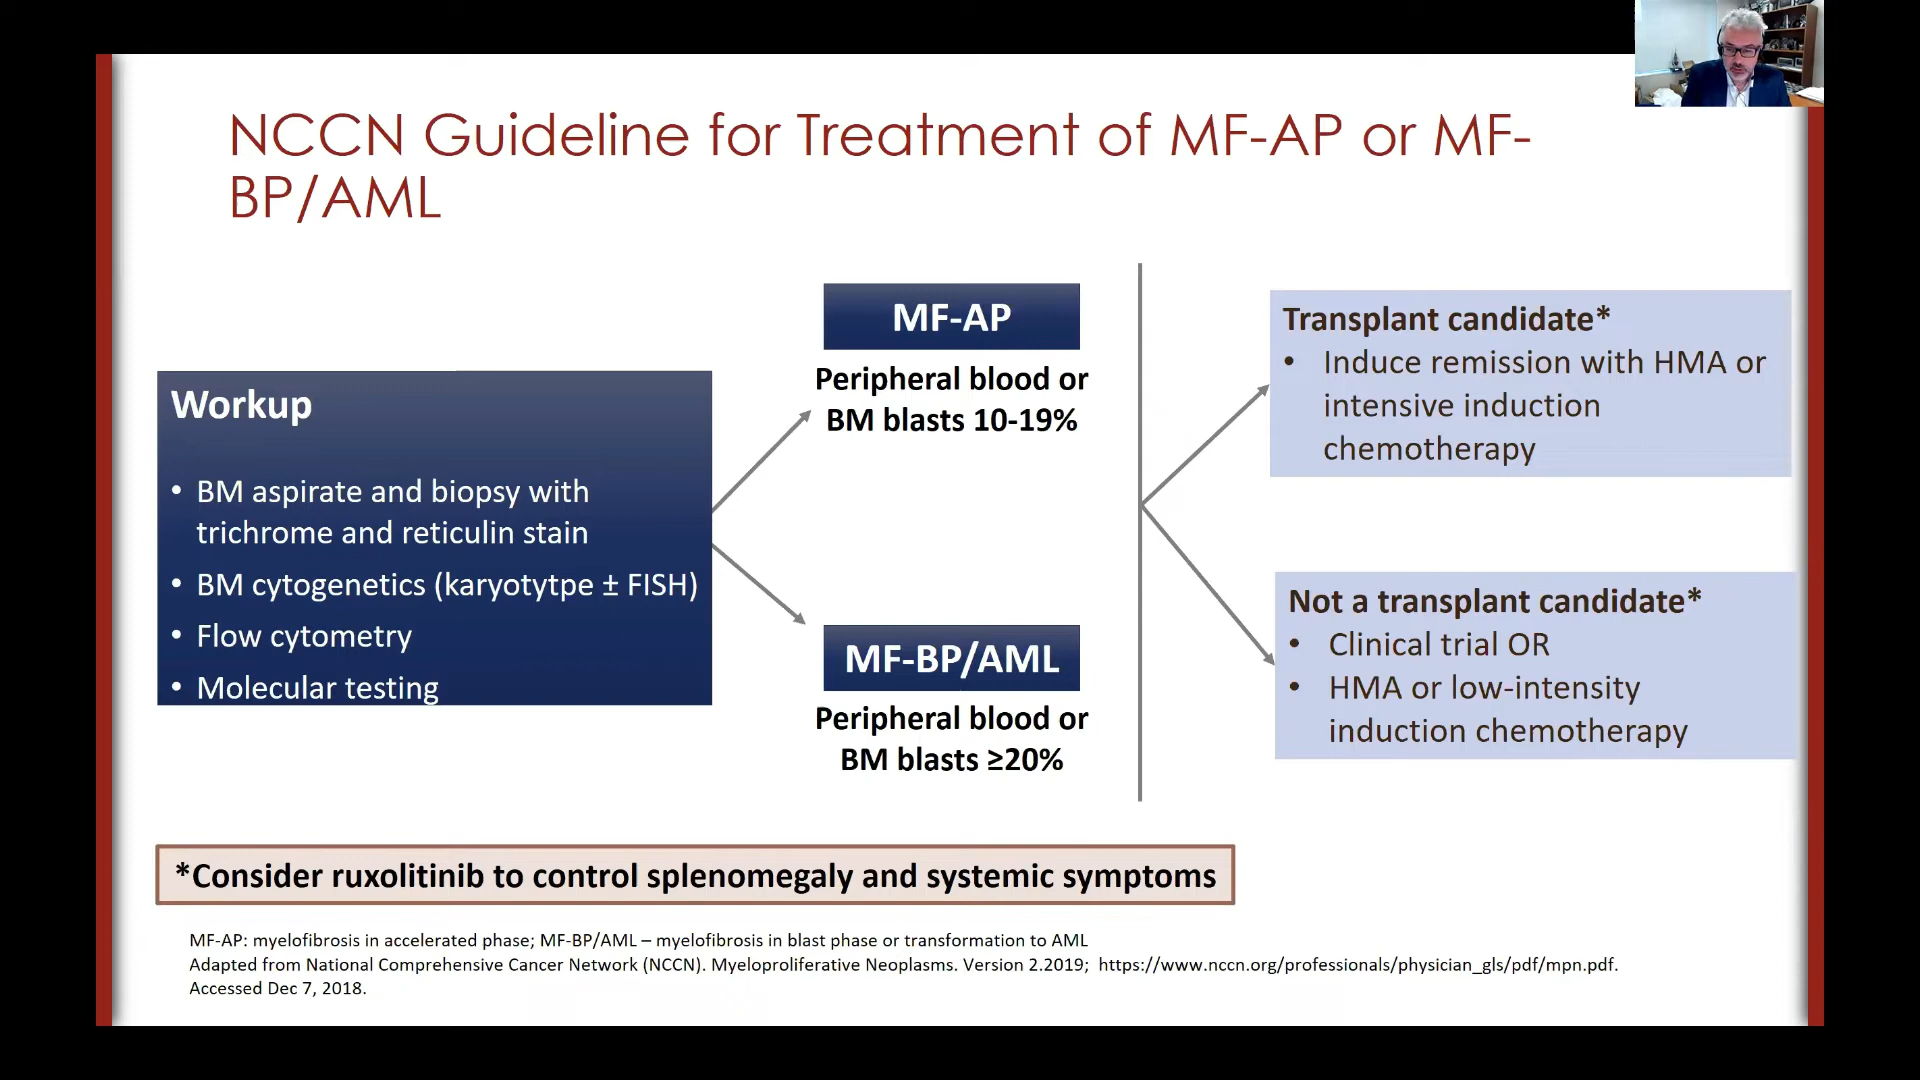 NCCN Guideline for Treatment of MF-AP or MF-
BP/AML
Workup
• BM aspirate and biopsy with
trichrome and reticulin stain
• BM cytogenetics (karyotytpe ± FISH)
• Flow cytometry
• Molecular testing
MF-AP
Peripheral blood or
BM blasts 10-19%
MF-BP/AML
Peripheral blood or
BM blasts ≥20%
Transplant candidate*
• Induce remission with HMA or
intensive induction
chemotherapy
Not a transplant candidate*
• Clinical trial OR
• HMA or low-intensity
induction chemotherapy
*Consider ruxolitinib to control splenomegaly and systemic symptoms
MF-AP: myelofibrosis in accelerated phase; MF-BP/AML – myelofibrosis in blast phase or transformation to AML
Adapted from National Comprehensive Cancer Network (NCCN). Myeloproliferative Neoplasms. Version 2.2019; https://www.nccn.org/professionals/physician_gls/pdf/mpn.pdf.
Accessed Dec 7, 2018.